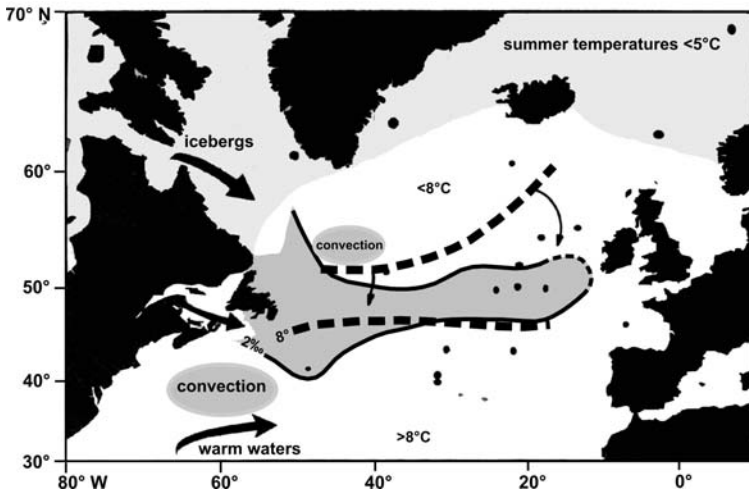 70° N
summer temperatures <5°C
icebergs
60°
<8°C
convection
50°
8°
2‰
40°
convection
>8°C
warm waters
30°
80° W
60°
40°
20°
0°